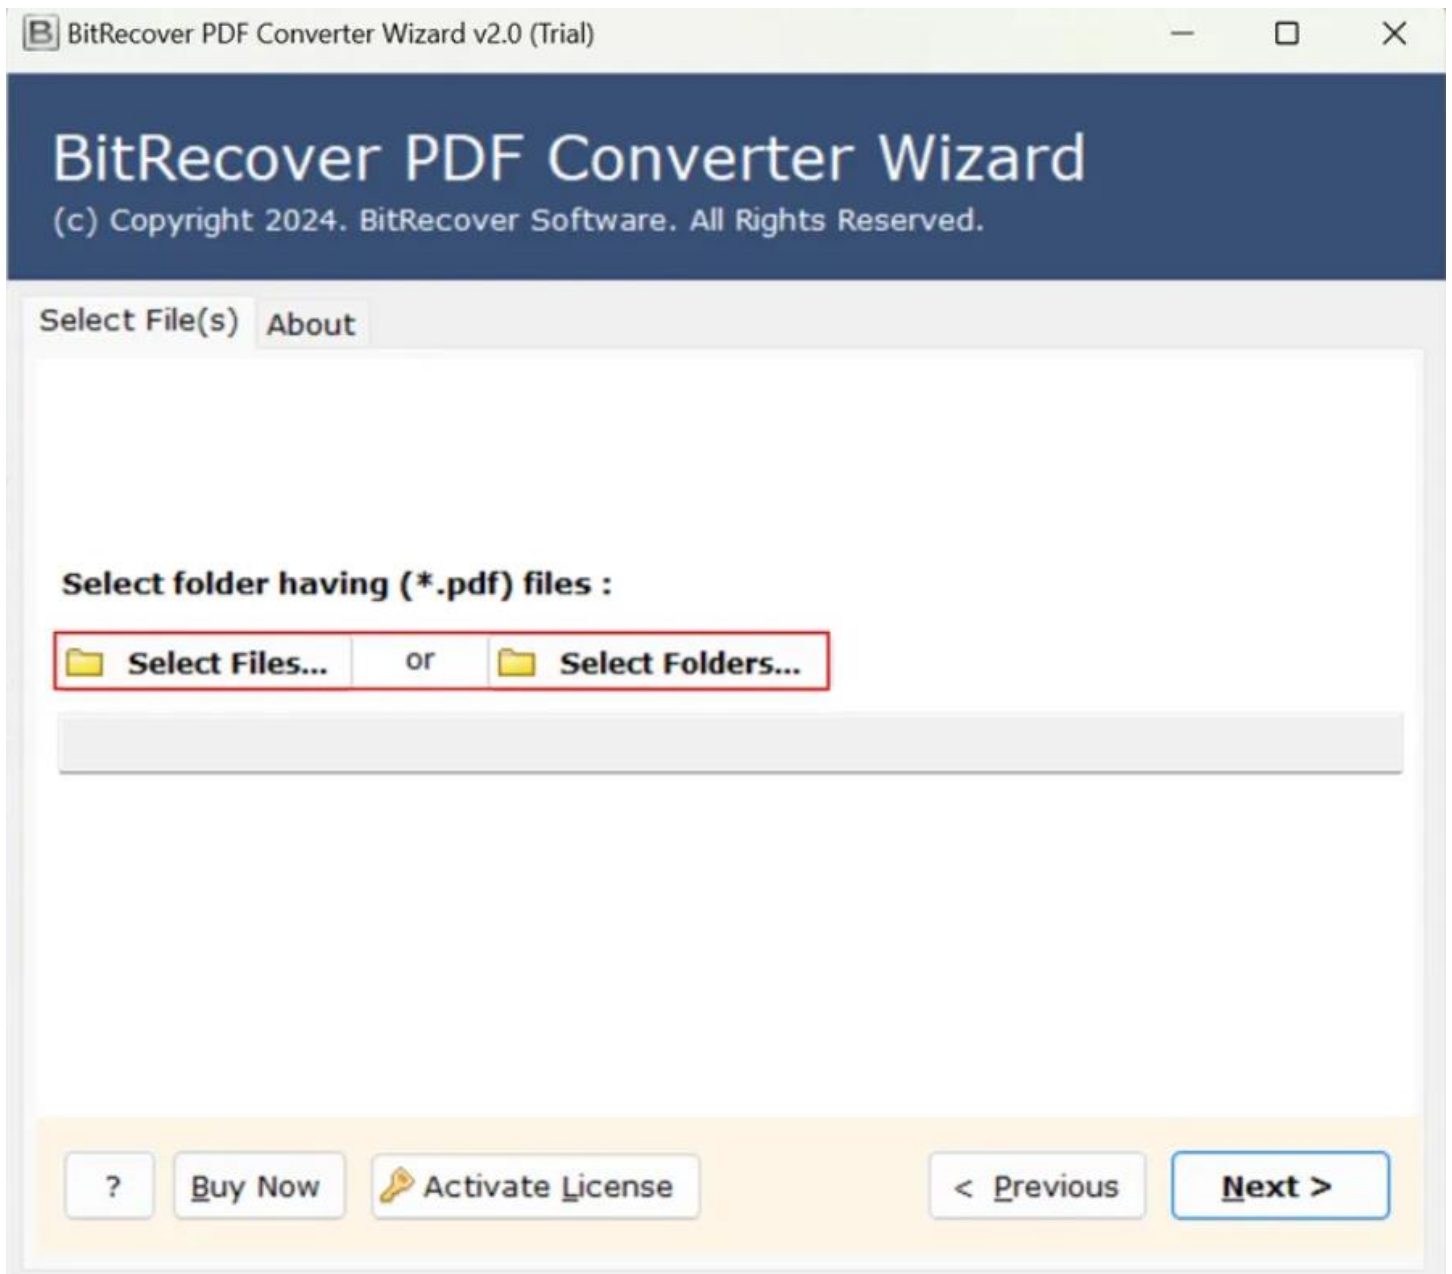 B BitRecover PDF Converter Wizard v2.0 (Trial)
BitRecover PDF Converter Wizard
(c) Copyright 2024. BitRecover Software. All Rights Reserved.
Select File(s) About
Select folder having (*.pdf) files :
Select Files... or Select Folders...
? Buy Now Activate License < Previous Next >